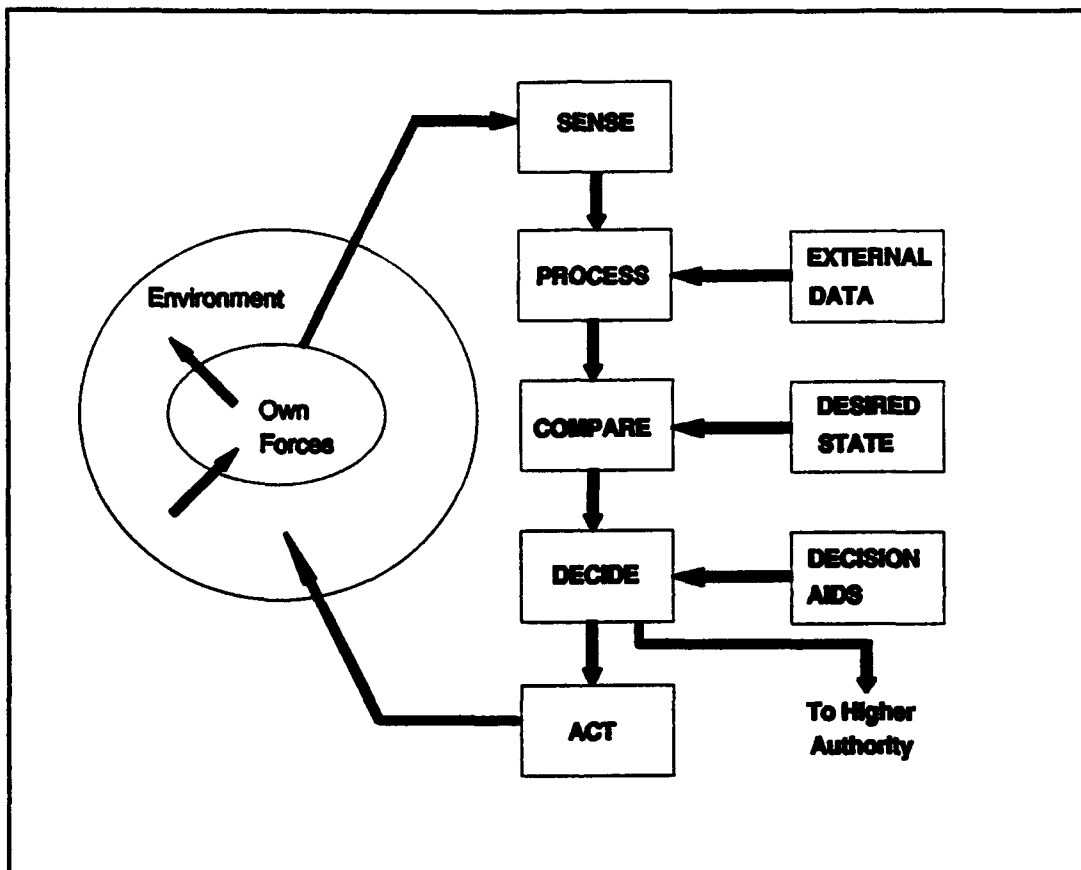 SENSE
PROCESS
EXTERNAL
DATA
Environment
Own
Forces
COMPARE
DESIRED
STATE
DECIDE
DECISION
AIDS
ACT
To Higher
Authority